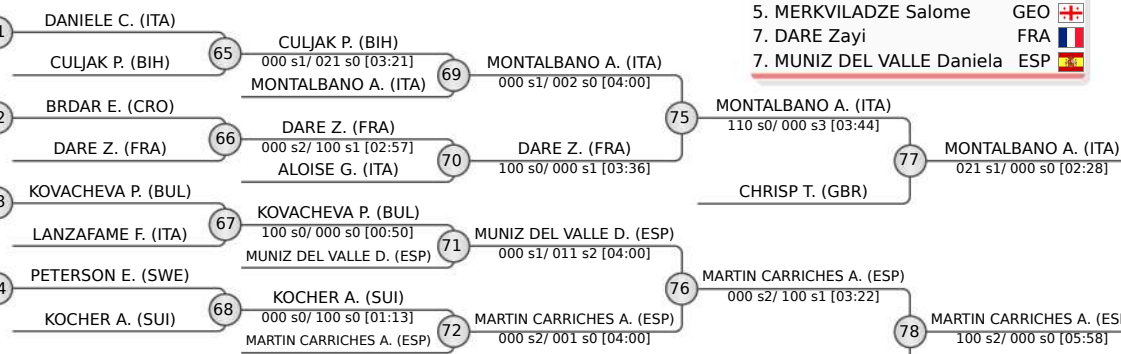 5. MERKVILADZE Salome GEO
7. DARE Zayi FRA
7. MUNIZ DEL VALLE Daniela ESP
DANIELE C. (ITA)
CULJAK P. (BIH)
65
CULJAK P. (BIH)
000 s1/ 021 s0 [03:21]
MONTALBANO A. (ITA)
69
MONTALBANO A. (ITA)
000 s1/ 002 s0 [04:00]
BRDAR E. (CRO)
DARE Z. (FRA)
66
DARE Z. (FRA)
000 s2/ 100 s1 [02:57]
ALOISE G. (ITA)
70
DARE Z. (FRA)
100 s0/ 000 s1 [03:36]
75
MONTALBANO A. (ITA)
110 s0/ 000 s3 [03:44]
CHRISP T. (GBR)
77
MONTALBANO A. (ITA)
021 s1/ 000 s0 [02:28]
KOVACHEVA P. (BUL)
LANZAFAME F. (ITA)
67
KOVACHEVA P. (BUL)
100 s0/ 000 s0 [00:50]
MUNIZ DEL VALLE D. (ESP)
71
MUNIZ DEL VALLE D. (ESP)
000 s1/ 011 s2 [04:00]
PETERSON E. (SWE)
KOCHER A. (SUI)
68
KOCHER A. (SUI)
000 s0/ 100 s0 [01:13]
MARTIN CARRICHES A. (ESP)
72
MARTIN CARRICHES A. (ESP)
000 s2/ 001 s0 [04:00]
76
MARTIN CARRICHES A. (ESP)
000 s2/ 100 s1 [03:22]
78
MARTIN CARRICHES A.
100 s2/ 000 s0 [05:58]